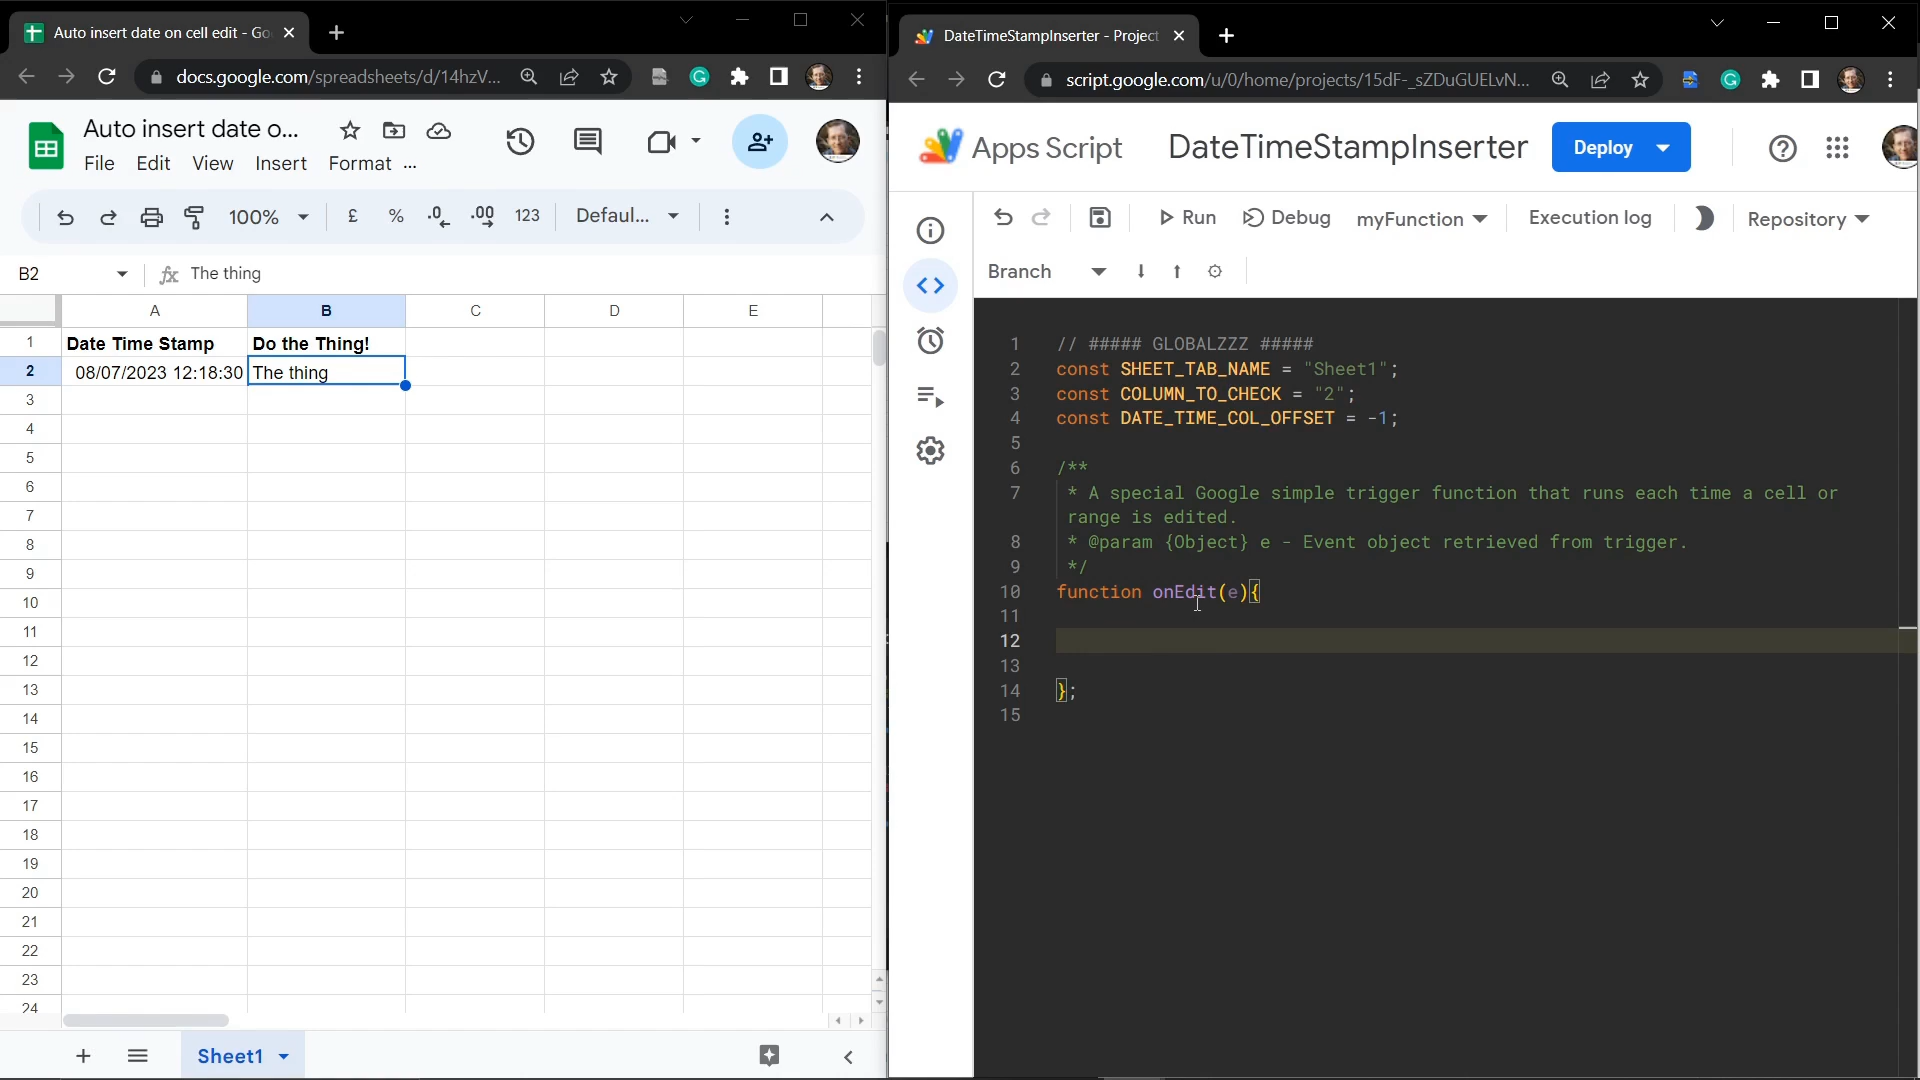 Auto insert date on cell edit - Go
docs.google.com/spreadsheets/d/14hzV...
Auto insert date o...
File Edit View Insert Format ...
100% £ % .0 .00 123 Defaul...
B2 fx The thing
A B C D E
1 Date Time Stamp Do the Thing!
2 08/07/2023 12:18:30 The thing
3
4
5
6
7
8
9
10
11
12
13
14
15
16
17
18
19
20
21
22
23
24
Sheet1
DateTimeStampInserter - Project
script.google.com/u/0/home/projects/15dF-_sZDuGUELvN...
Apps Script DateTimeStampInserter Deploy
Run Debug myFunction Execution log Repository
Branch
1 // ##### GLOBALZZZ #####
2 const SHEET_TAB_NAME = "Sheet1";
3 const COLUMN_TO_CHECK = "2";
4 const DATE_TIME_COL_OFFSET = -1;
5
6 /**
7 * A special Google simple trigger function that runs each time a cell or
range is edited.
8 * @param {Object} e - Event object retrieved from trigger.
9 */
10 function onEdit(e){
11
12
13
14 };
15